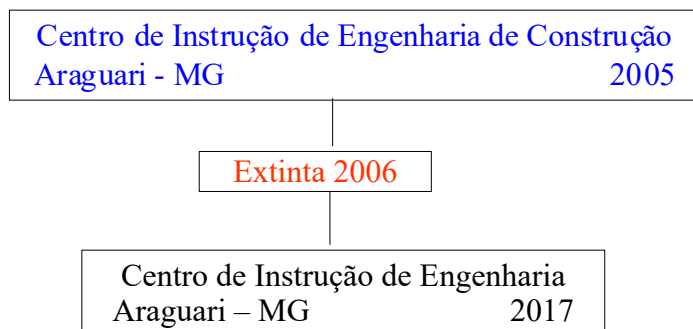 Centro de Instrução de Engenharia de Construção
Araguari - MG 2005
Extinta 2006
Centro de Instrução de Engenharia
Araguari – MG 2017